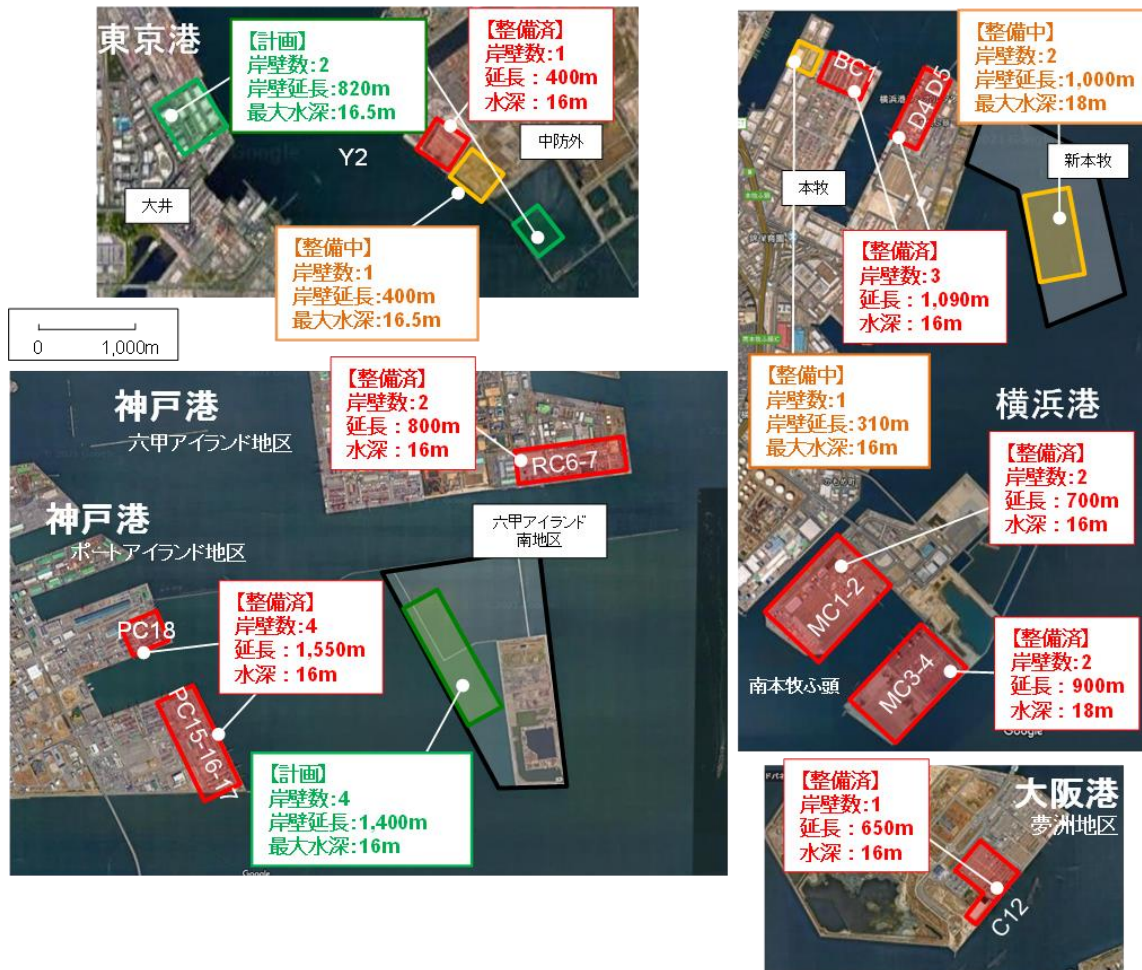 東京港
【計画】
岸壁数:2
岸壁延長:820m
最大水深:16.5m
【整備済】
岸壁数:1
延長：400m
水深：16m
Y2
中防外
大井
【整備中】
岸壁数:1
岸壁延長:400m
最大水深:16.5m
0 1,000m
神戸港
六甲アイランド地区
【整備済】
岸壁数:2
延長：800m
水深：16m
RC6-7
神戸港
ポートアイランド地区
六甲アイランド
南地区
PC18
【整備済】
岸壁数:4
延長：1,550m
水深：16m
PC15-16-17
【計画】
岸壁数:4
岸壁延長:1,400m
最大水深:16m
Google
BC1
D4D5
横浜港
【整備中】
岸壁数:2
岸壁延長:1,000m
最大水深:18m
本牧
新本牧
【整備済】
岸壁数:3
延長：1,090m
水深：16m
【整備中】
岸壁数:1
岸壁延長:310m
最大水深:16m
横浜港
【整備済】
岸壁数:2
延長：700m
水深：16m
MC1-2
【整備済】
岸壁数:2
延長：900m
水深：18m
南本牧ふ頭
MC3-4
Google
【整備済】
岸壁数:1
延長：650m
水深：16m
大阪港
夢洲地区
C12